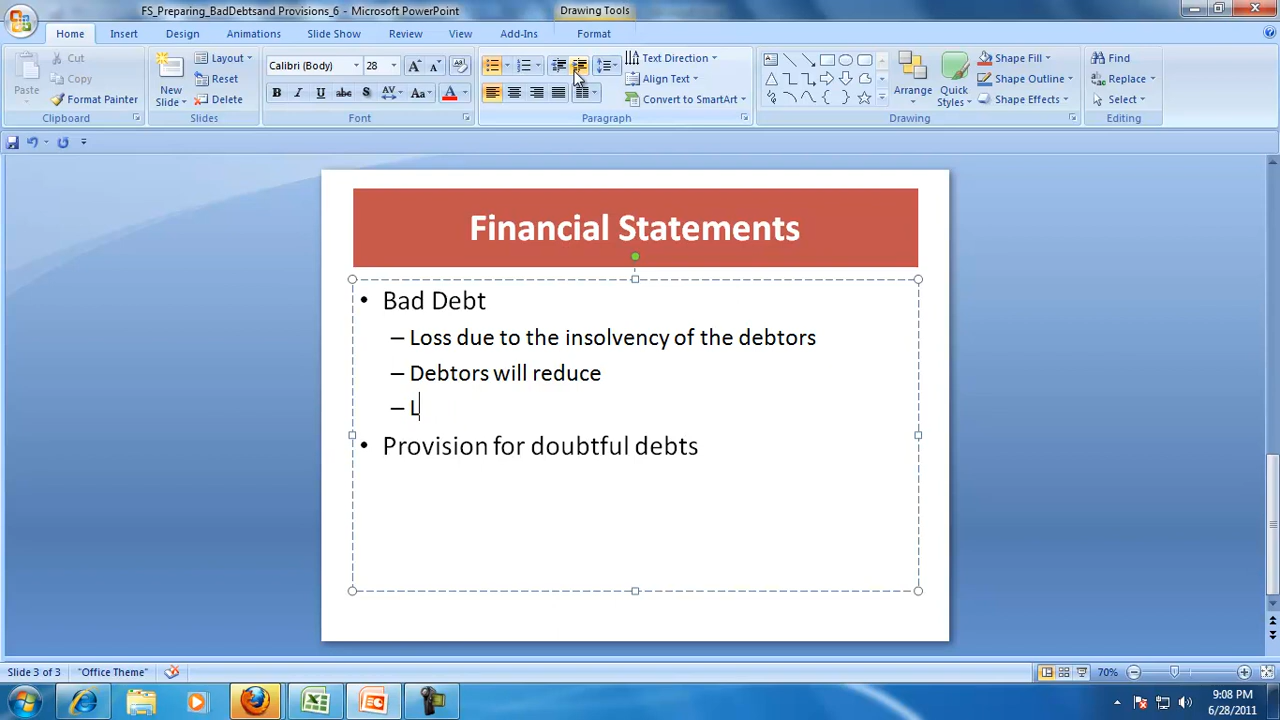 FS_Preparing_BadDebtsand Provisions_6 - Microsoft PowerPoint
Drawing Tools
Home Insert Design Animations Slide Show Review View Add-Ins Format
Cut
Copy
Format Painter
Paste
Clipboard
New Slide
Layout
Reset
Delete
Slides
Calibri (Body) 28
B I U abc S AV Aa A
Font
Paragraph
Text Direction
Align Text
Convert to SmartArt
Arrange
Quick Styles
Shape Fill
Shape Outline
Shape Effects
Drawing
Find
Replace
Select
Editing
Financial Statements
• Bad Debt
– Loss due to the insolvency of the debtors
– Debtors will reduce
– L
• Provision for doubtful debts
Slide 3 of 3 "Office Theme" 70%
9:08 PM
6/28/2011